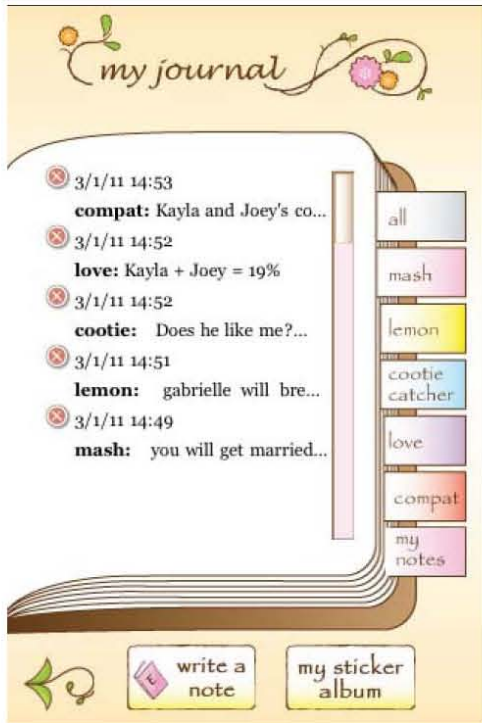 my journal
3/1/11 14:53
compat: Kayla and Joey's co...
3/1/11 14:52
love: Kayla + Joey = 19%
3/1/11 14:52
cootie: Does he like me?...
3/1/11 14:51
lemon: gabrielle will bre...
3/1/11 14:49
mash: you will get married...
all
mash
lemon
cootie
catcher
love
compat
my
notes
write a
note
my sticker
album